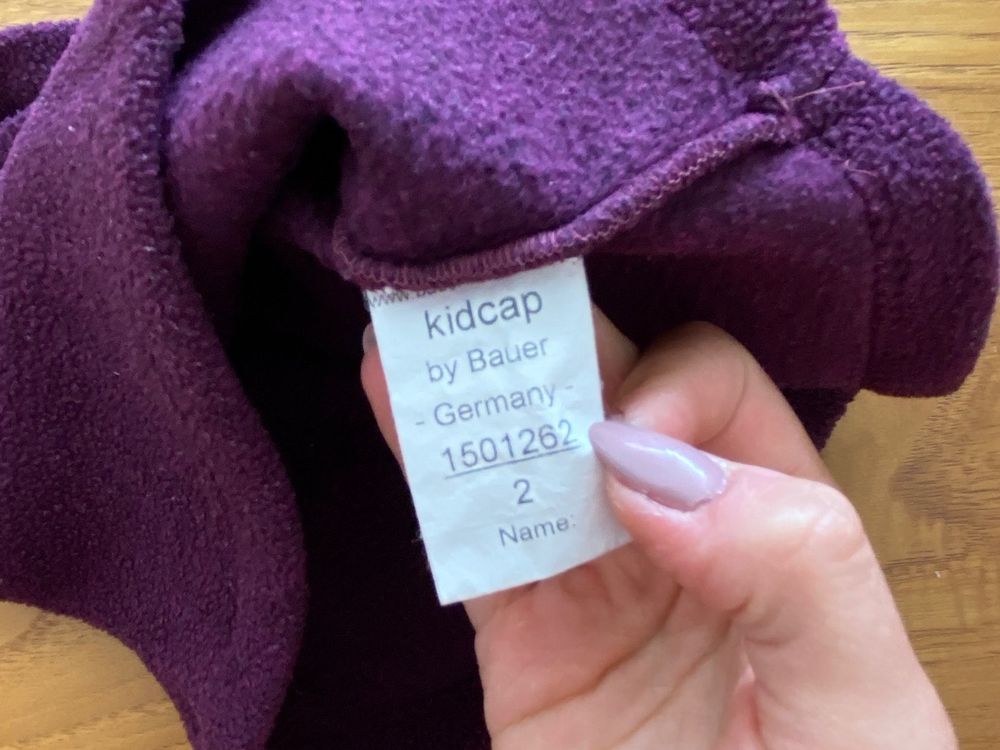 kidcap
by Bauer
- Germany -
1501262
2
Name: